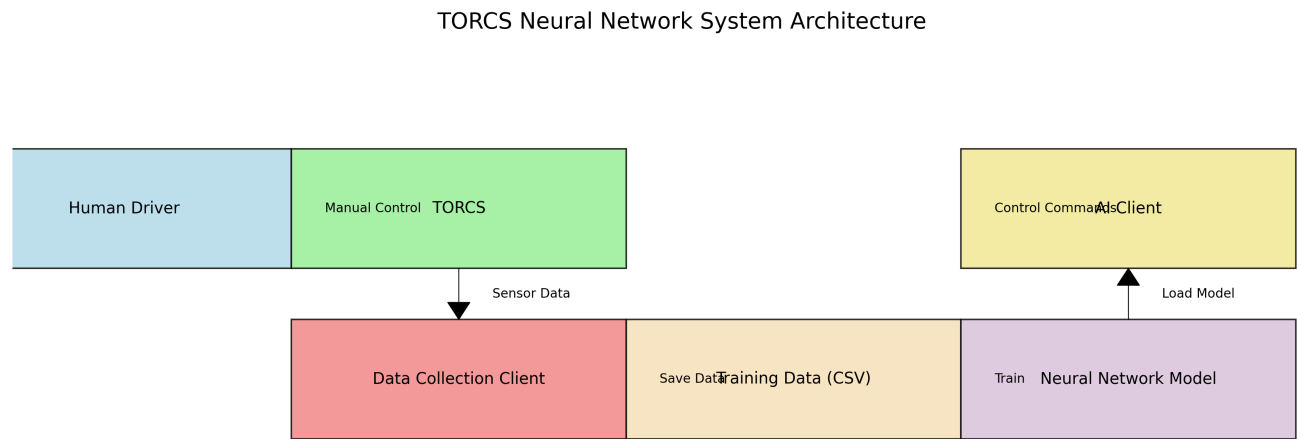 TORCS Neural Network System Architecture
Human Driver
Manual Control
TORCS
Control Commands
AI Client
Sensor Data
Load Model
Data Collection Client
Save Data
Training Data (CSV)
Train
Neural Network Model